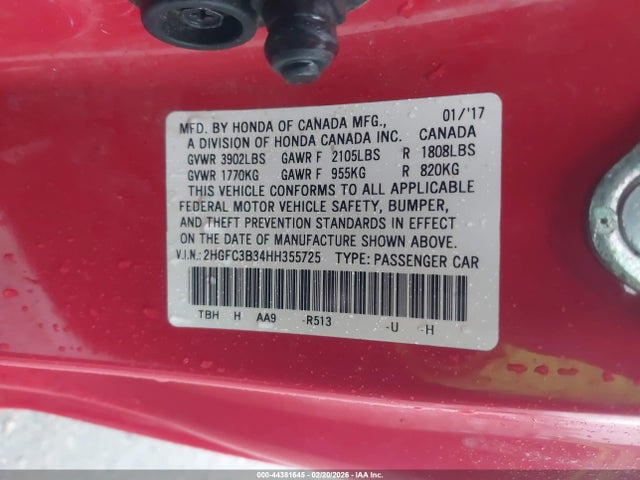 MFD. BY HONDA OF CANADA MFG., 01/'17
A DIVISION OF HONDA CANADA INC. CANADA
GVWR 3902LBS GAWR F 2105LBS R 1808LBS
GVWR 1770KG GAWR F 955KG R 820KG
THIS VEHICLE CONFORMS TO ALL APPLICABLE
FEDERAL MOTOR VEHICLE SAFETY, BUMPER,
AND THEFT PREVENTION STANDARDS IN EFFECT
ON THE DATE OF MANUFACTURE SHOWN ABOVE.
V.I.N.: 2HGFC3B34HH355725 TYPE: PASSENGER CAR
TBH H AA9 -R513 -U -H
000-44381645 - 02/20/2026 - IAA Inc.